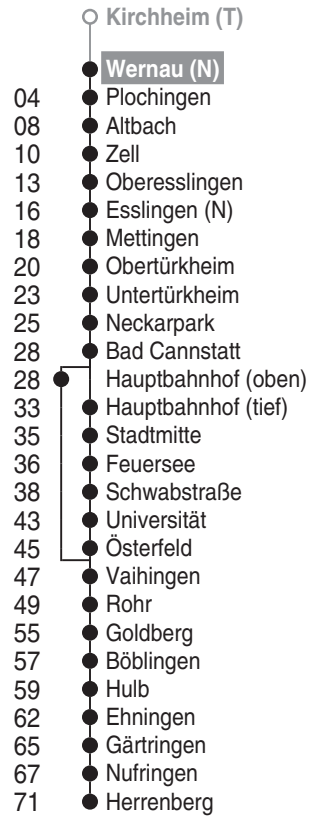 Kirchheim (T)
Wernau (N)
04 Plochingen
08 Altbach
10 Zell
13 Oberesslingen
16 Esslingen (N)
18 Mettingen
20 Obertürkheim
23 Untertürkheim
25 Neckarpark
28 Bad Cannstatt
28 Hauptbahnhof (oben)
33 Hauptbahnhof (tief)
35 Stadtmitte
36 Feuersee
38 Schwabstraße
43 Universität
45 Österfeld
47 Vaihingen
49 Rohr
55 Goldberg
57 Böblingen
59 Hulb
62 Ehningen
65 Gärtringen
67 Nufringen
71 Herrenberg